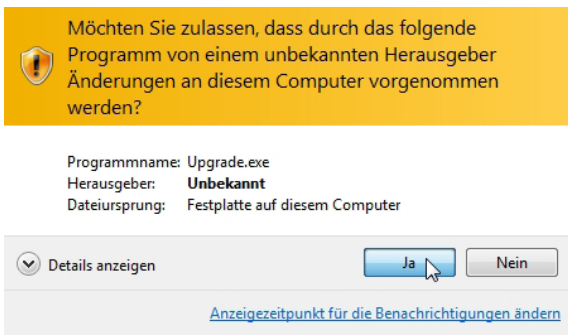 Möchten Sie zulassen, dass durch das folgende
Programm von einem unbekannten Herausgeber
Änderungen an diesem Computer vorgenommen
werden?
Programmname: Upgrade.exe
Herausgeber: Unbekannt
Dateiursprung: Festplatte auf diesem Computer
Details anzeigen Ja Nein
Anzeigezeitpunkt für die Benachrichtigungen ändern